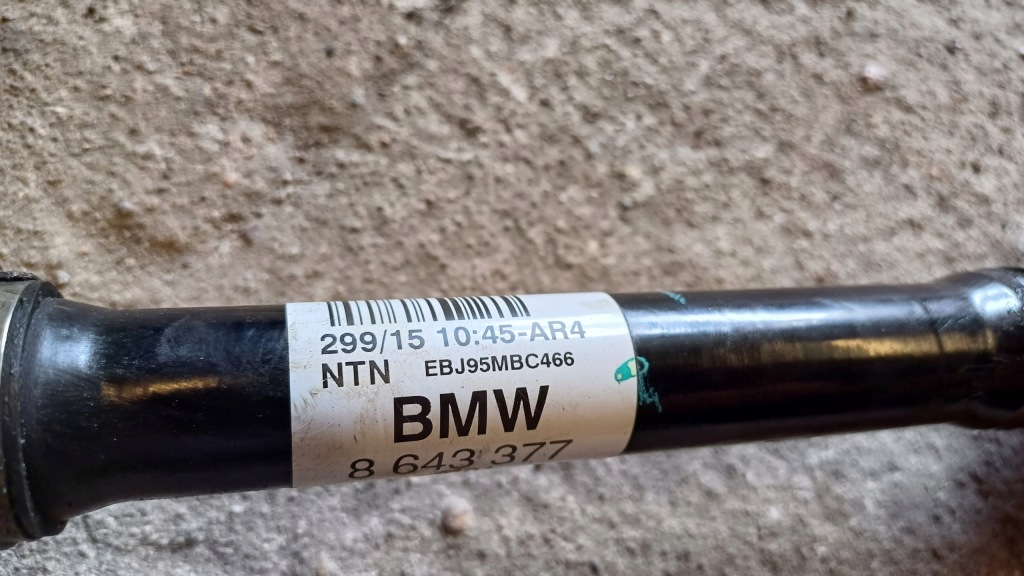 299/15 10:45-AR4
NTN EBJ95MBC466
BMW
8 643 377